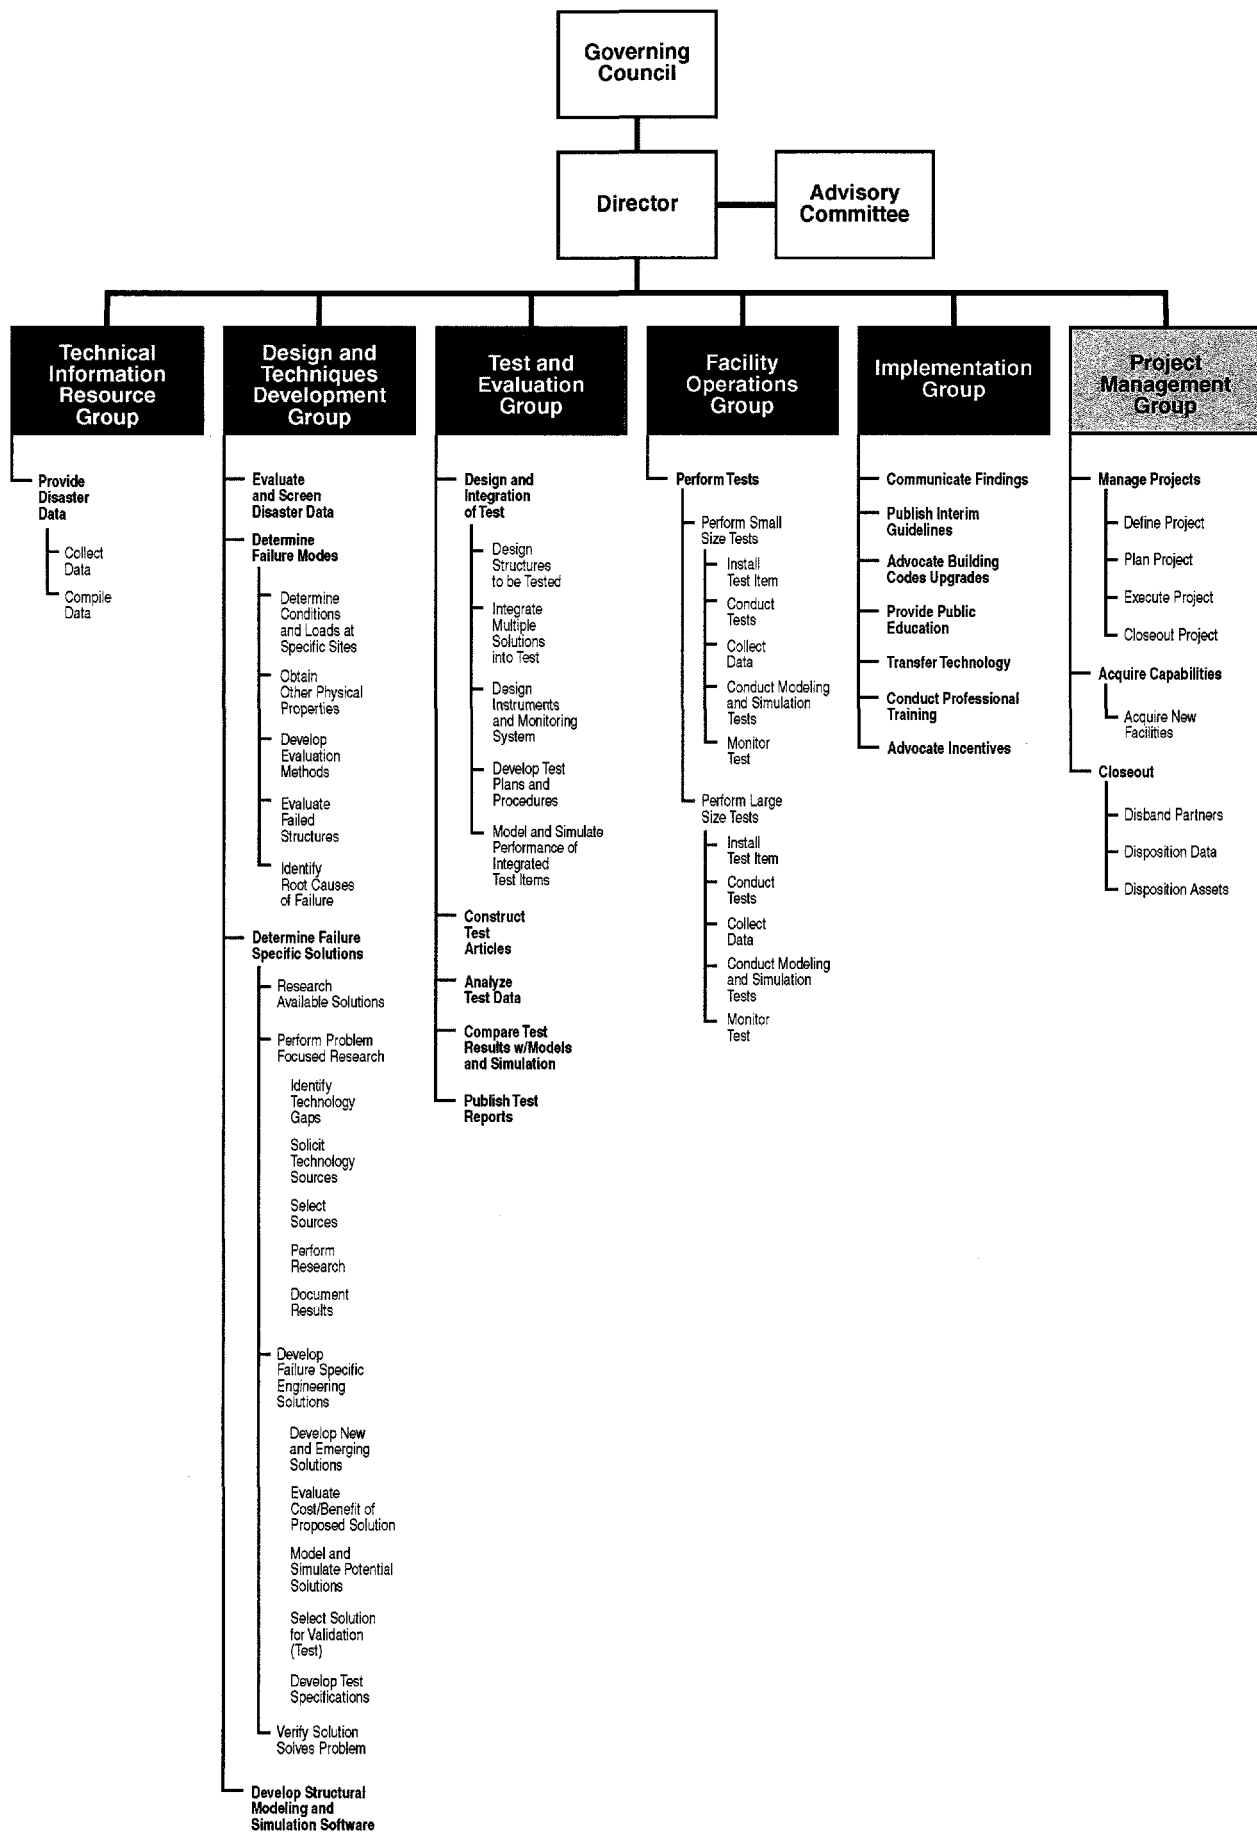 Governing
Council
Director
Advisory
Committee
Technical
Information
Resource
Group
Provide
Disaster
Data
Collect
Data
Compile
Data
Design and
Techniques
Development
Group
Evaluate
and Screen
Disaster Data
Determine
Failure Modes
Determine
Conditions
and Loads at
Specific Sites
Obtain
Other Physical
Properties
Develop
Evaluation
Methods
Evaluate
Failed
Structures
Identify
Root Causes
of Failure
Determine Failure
Specific Solutions
Research
Available Solutions
Perform Problem
Focused Research
Identify
Technology
Gaps
Solicit
Technology
Sources
Select
Sources
Perform
Research
Document
Results
Develop
Failure Specific
Engineering
Solutions
Develop New
and Emerging
Solutions
Evaluate
Cost/Benefit of
Proposed Solution
Model and
Simulate Potential
Solutions
Select Solution
for Validation
(Test)
Develop Test
Specifications
Verify Solution
Solves Problem
Develop Structural
Modeling and
Simulation Software
Test and
Evaluation
Group
Design and
Integration
of Test
Design
Structures
to be Tested
Integrate
Multiple
Solutions
into Test
Design
Instruments
and Monitoring
System
Develop Test
Plans and
Procedures
Model and Simulate
Performance of
Integrated
Test Items
Construct
Test
Articles
Analyze
Test Data
Compare Test
Results w/Models
and Simulation
Publish Test
Reports
Facility
Operations
Group
Perform Tests
Perform Small
Size Tests
Install
Test Item
Conduct
Tests
Collect
Data
Conduct Modeling
and Simulation
Tests
Monitor
Test
Perform Large
Size Tests
Install
Test Item
Conduct
Tests
Collect
Data
Conduct Modeling
and Simulation
Tests
Monitor
Test
Implementation
Group
Communicate Findings
Publish Interim
Guidelines
Advocate Building
Codes Upgrades
Provide Public
Education
Transfer Technology
Conduct Professional
Training
Advocate Incentives
Project
Management
Group
Manage Projects
Define Project
Plan Project
Execute Project
Closeout Project
Acquire Capabilities
Acquire New
Facilities
Closeout
Disband Partners
Disposition Data
Disposition Assets